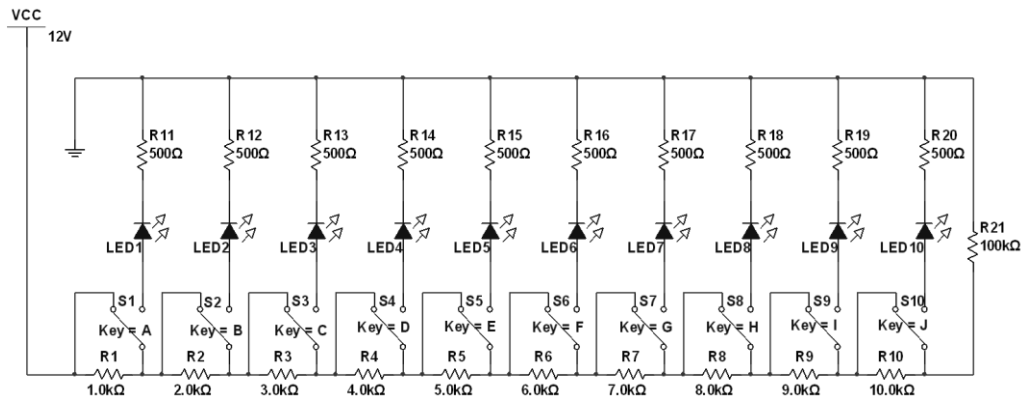 VCC
12V
R11 R12 R13 R14 R15 R16 R17 R18 R19 R20
500Ω 500Ω 500Ω 500Ω 500Ω 500Ω 500Ω 500Ω 500Ω 500Ω
R21
100kΩ
LED1 LED2 LED3 LED4 LED5 LED6 LED7 LED8 LED9 LED10
S1 S2 S3 S4 S5 S6 S7 S8 S9 S10
Key = A Key = B Key = C Key = D Key = E Key = F Key = G Key = H Key = I Key = J
R1 R2 R3 R4 R5 R6 R7 R8 R9 R10
1.0kΩ 2.0kΩ 3.0kΩ 4.0kΩ 5.0kΩ 6.0kΩ 7.0kΩ 8.0kΩ 9.0kΩ 10.0kΩ